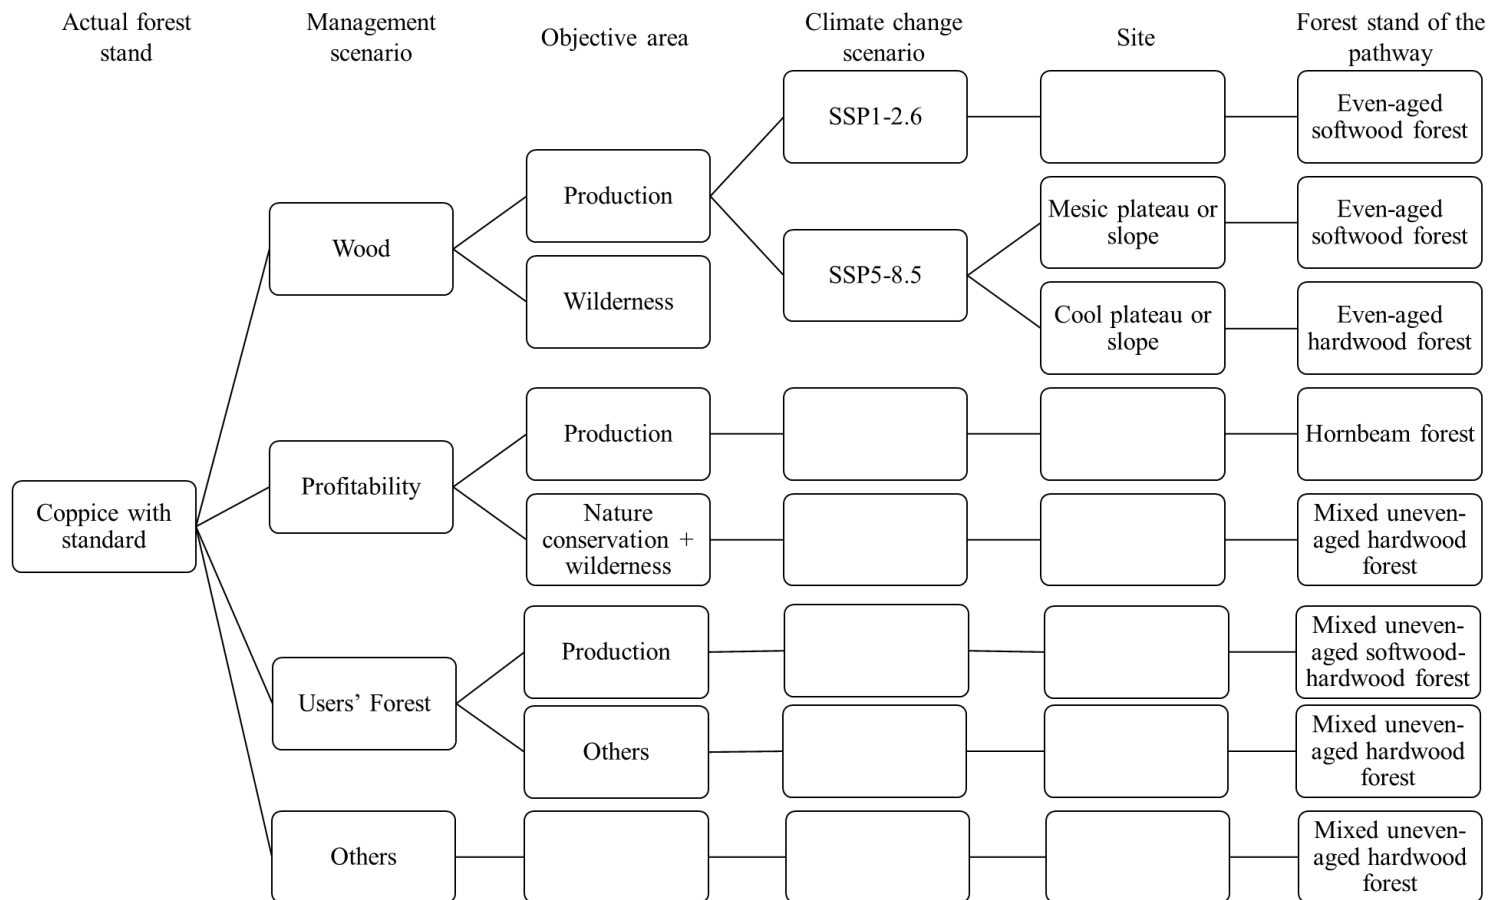 Actual forest
stand
Management
scenario
Objective area
Climate change
scenario
Site
Forest stand of the
pathway
Coppice with
standard
Wood
Production
SSP1-2.6
Even-aged
softwood forest
SSP5-8.5
Mesic plateau or
slope
Even-aged
softwood forest
Cool plateau or
slope
Even-aged
hardwood forest
Wilderness
Profitability
Production
Hornbeam forest
Nature
conservation +
wilderness
Mixed uneven-
aged hardwood
forest
Users’ Forest
Production
Mixed uneven-
aged softwood-
hardwood forest
Others
Mixed uneven-
aged hardwood
forest
Others
Mixed uneven-
aged hardwood
forest